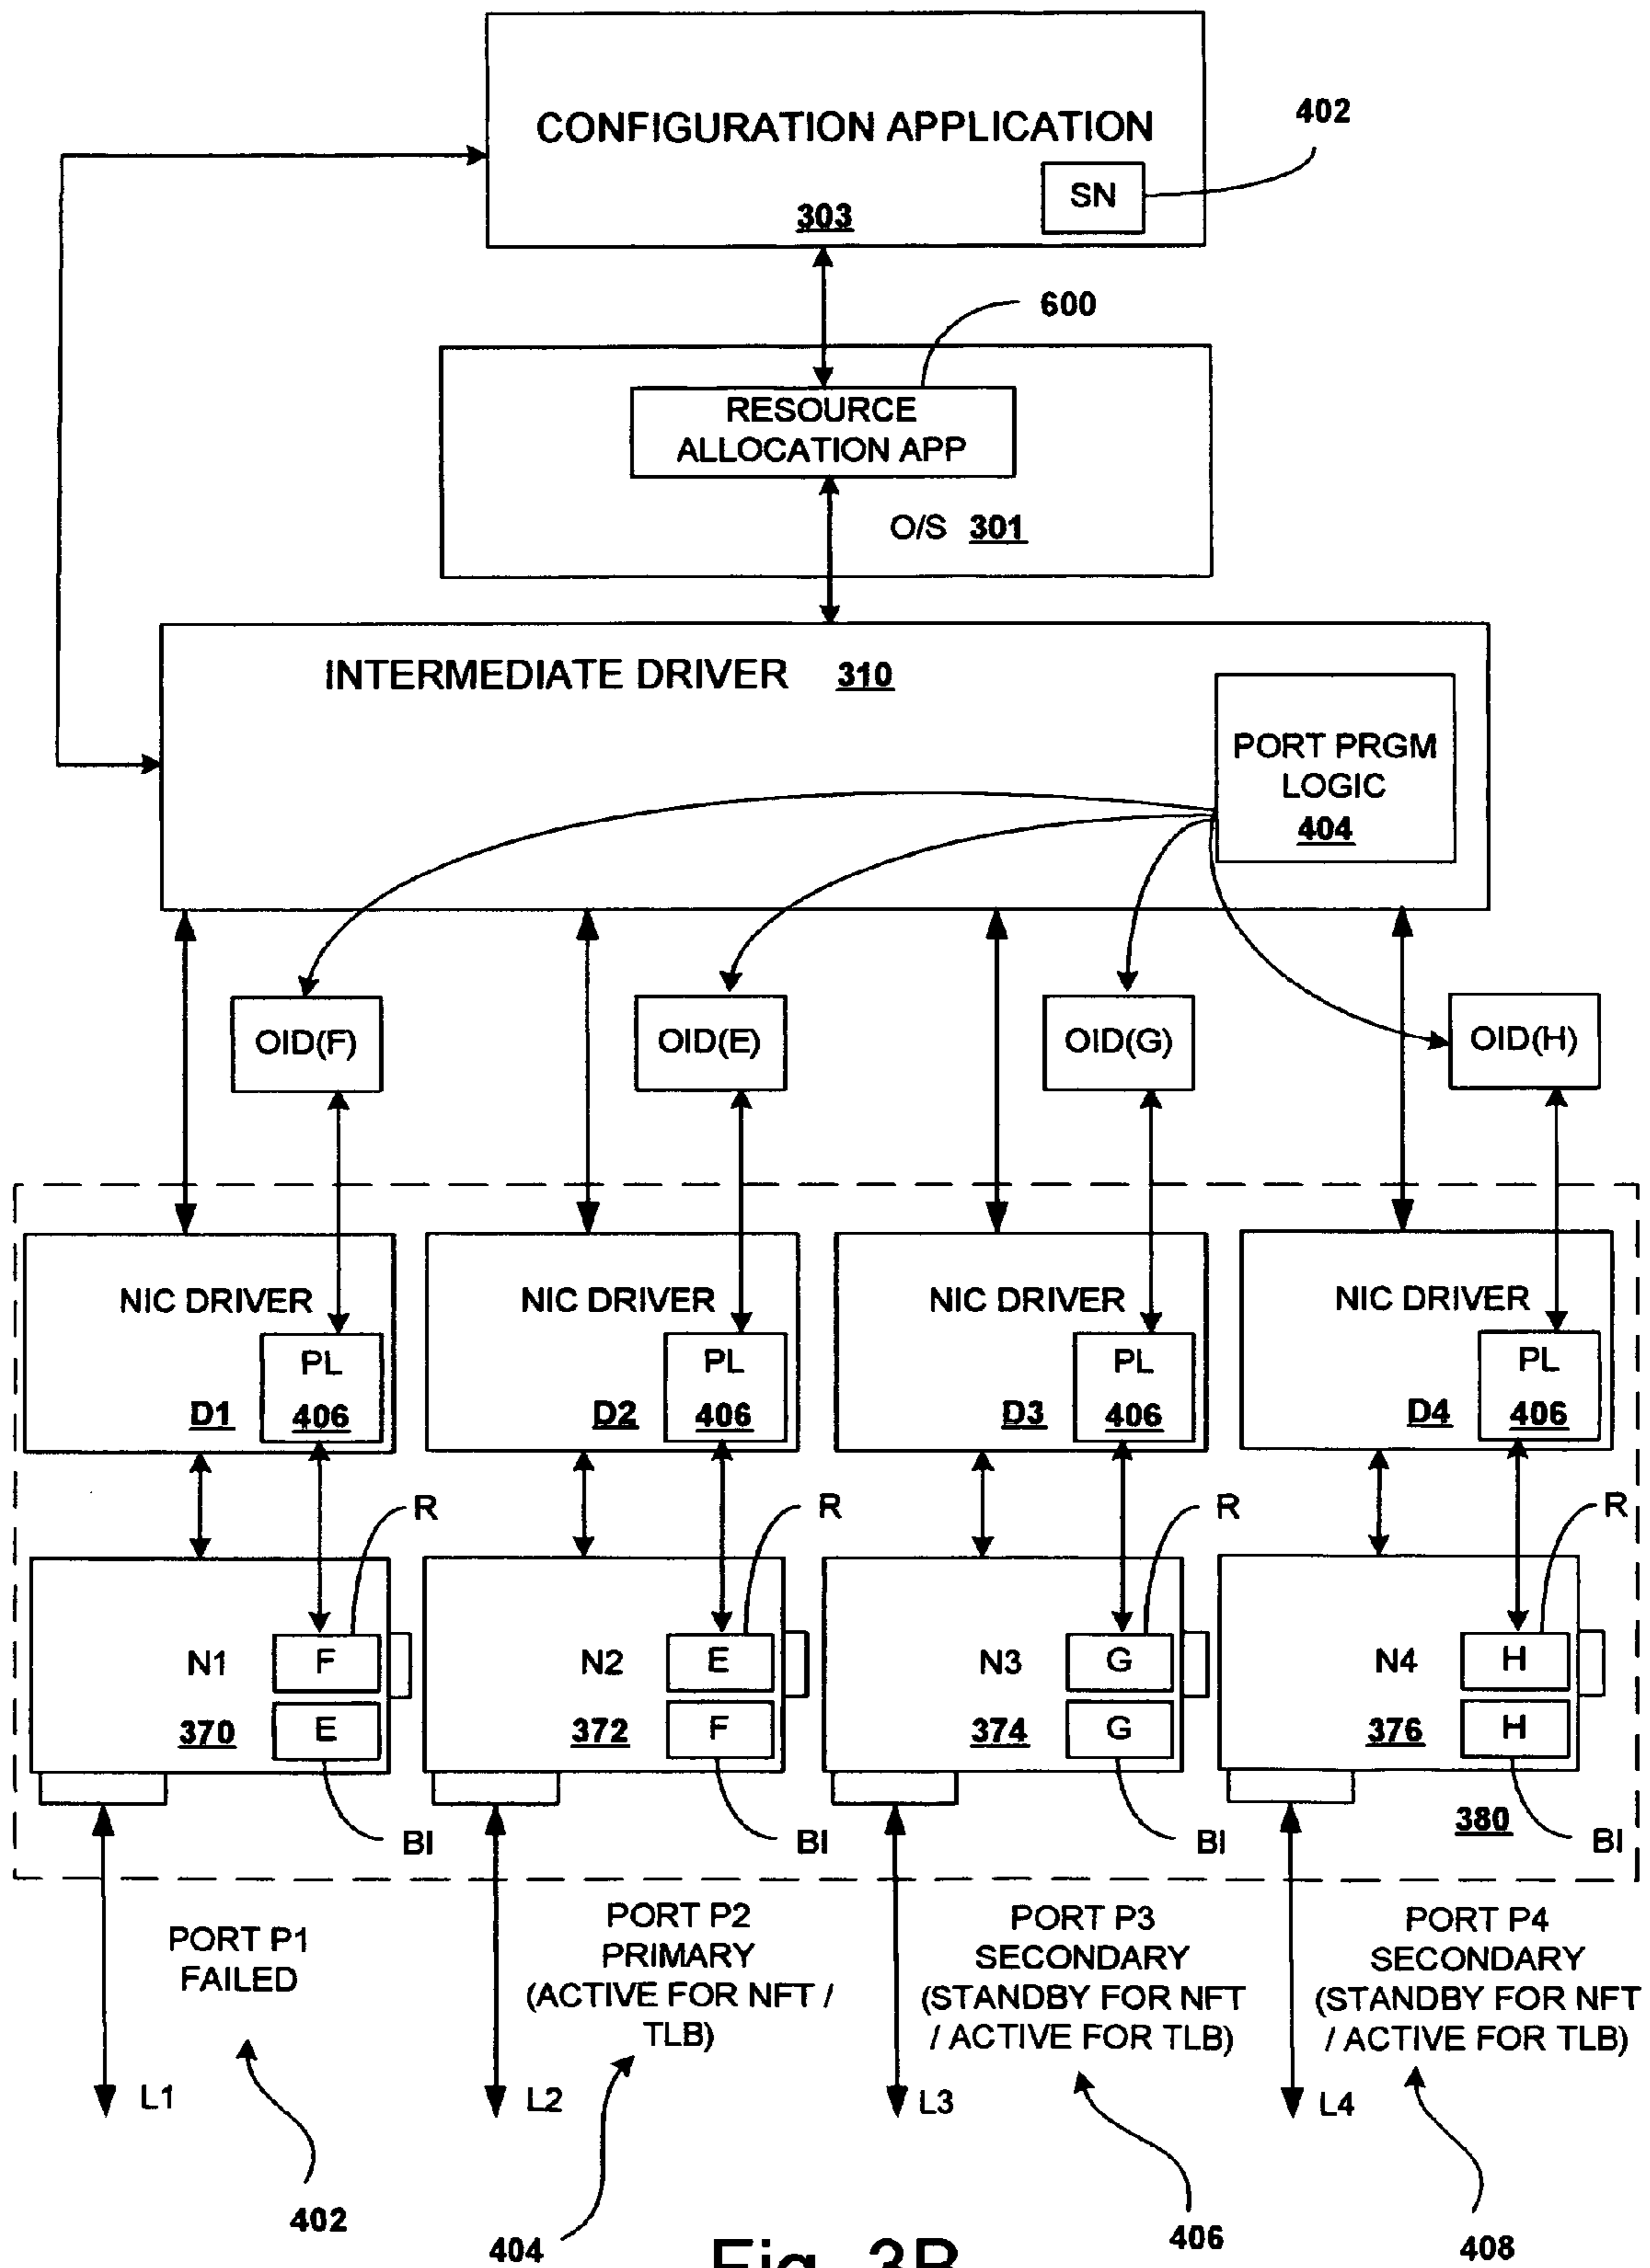 CONFIGURATION APPLICATION
402
SN
303
600
RESOURCE
ALLOCATION APP
O/S 301
INTERMEDIATE DRIVER 310
PORT PRGM
LOGIC
404
OID(F)
OID(E)
OID(G)
OID(H)
NIC DRIVER
PL
D1
406
NIC DRIVER
PL
D2
406
NIC DRIVER
PL
D3
406
NIC DRIVER
PL
D4
406
R
R
R
R
N1
F
370
E
N2
E
372
F
N3
G
374
G
N4
H
376
H
BI
BI
BI
380
BI
PORT P1
FAILED
PORT P2
PRIMARY
(ACTIVE FOR NFT /
TLB)
PORT P3
SECONDARY
(STANDBY FOR NFT
/ ACTIVE FOR TLB)
PORT P4
SECONDARY
(STANDBY FOR NFT
/ ACTIVE FOR TLB)
L1
L2
L3
L4
402
404
406
408
Fig. 3B